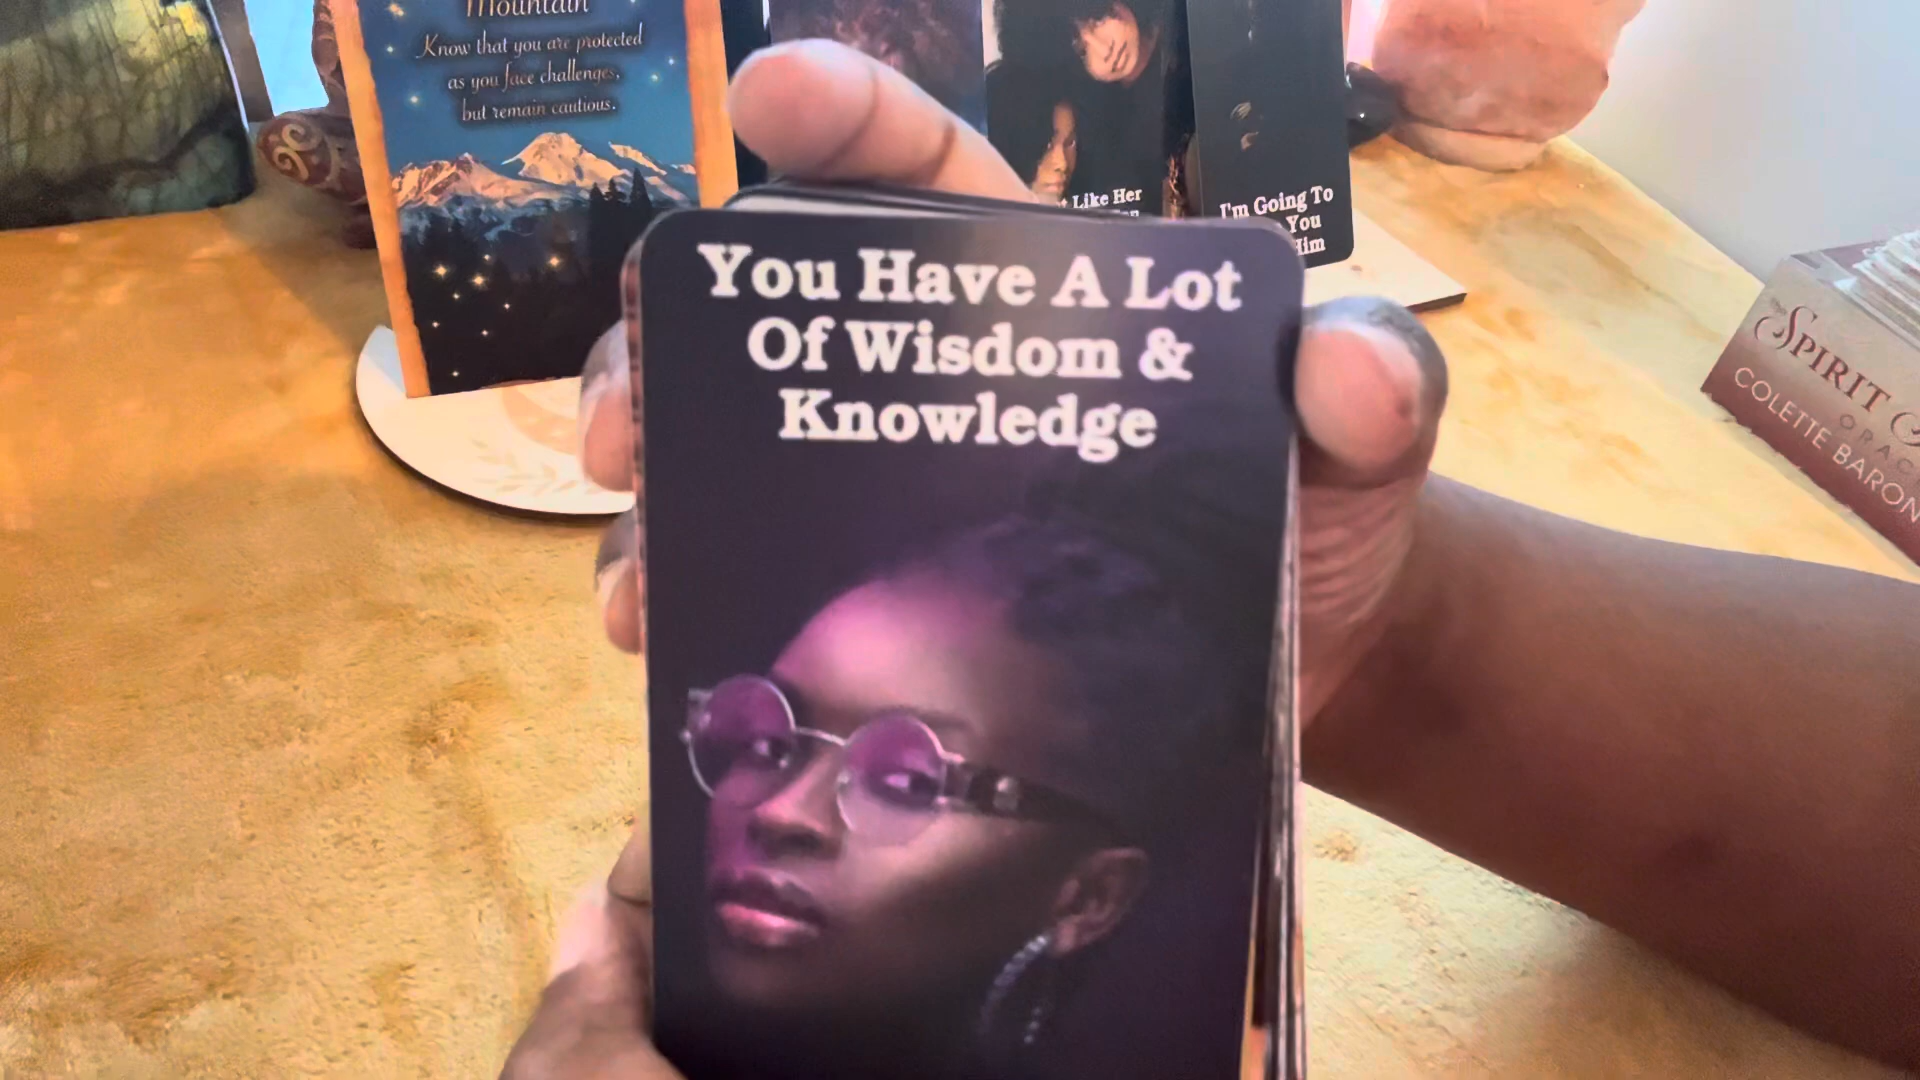 Mountain
Know that you are protected
as you face challenges,
but remain cautious.
Like Her
I'm Going To
You
Him
You Have A Lot
Of Wisdom &
Knowledge
SPIRIT
COLETTE BARON